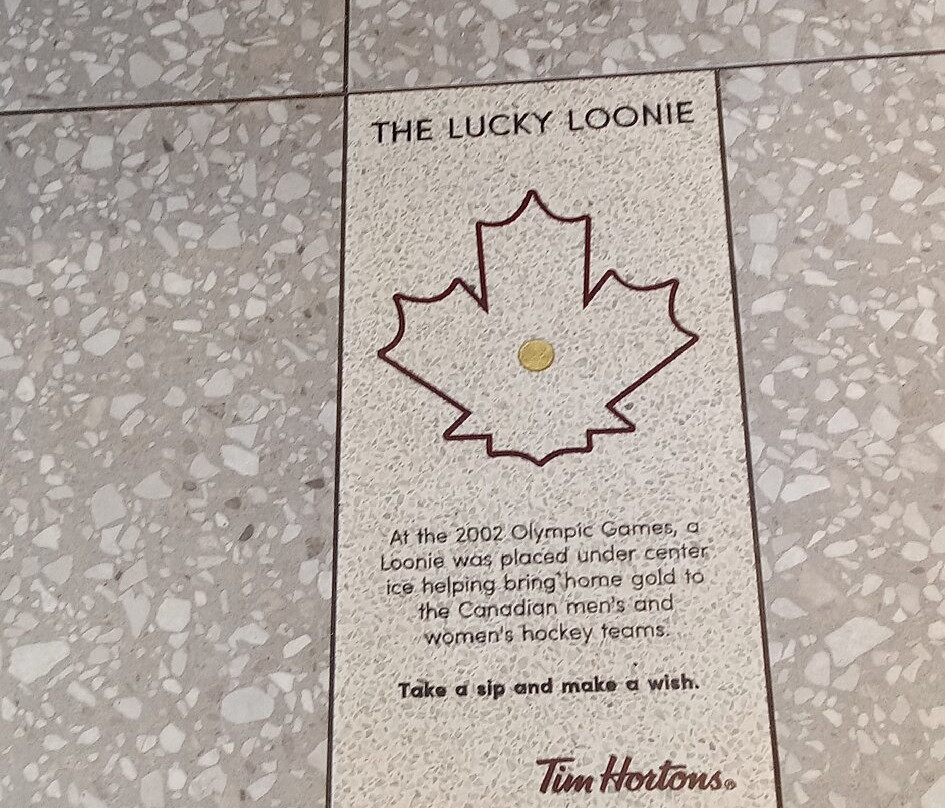 THE LUCKY LOONIE
At the 2002 Olympic Games, a
Loonie was placed under center
ice helping bring home gold to
the Canadian men's and
women's hockey teams.
Take a sip and make a wish.
Tim Hortons®